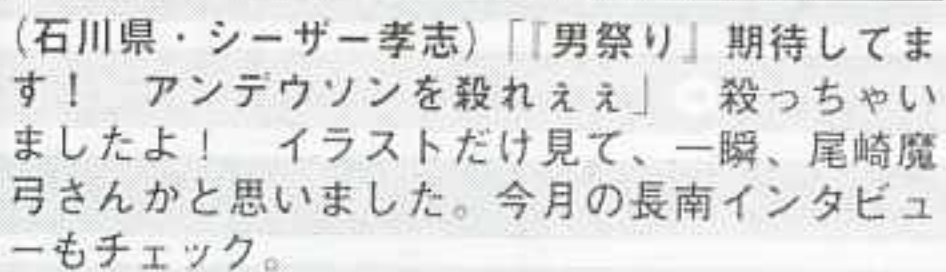 (石川県・シーザー孝志)「『男祭り』期待してま
す!　アンデウソンを殺れぇぇ」　殺っちゃい
ましたよ!　イラストだけ見て、一瞬、尾崎魔
弓さんかと思いました。今月の長南インタビュ
ーもチェック。